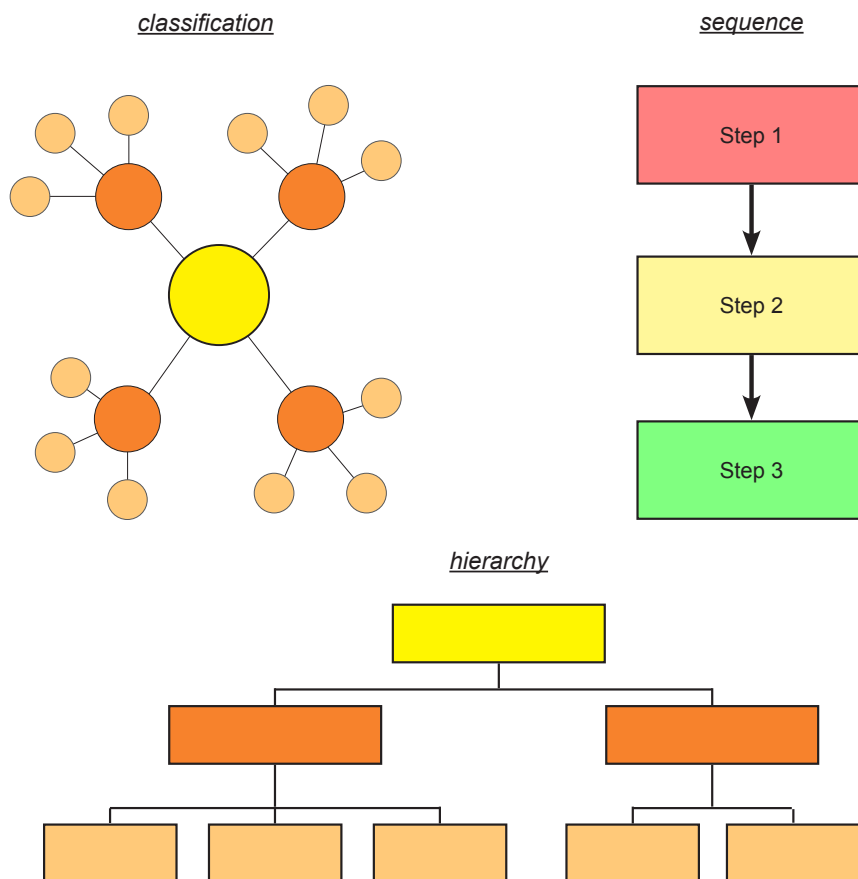 classification
sequence
Step 1
Step 2
Step 3
hierarchy